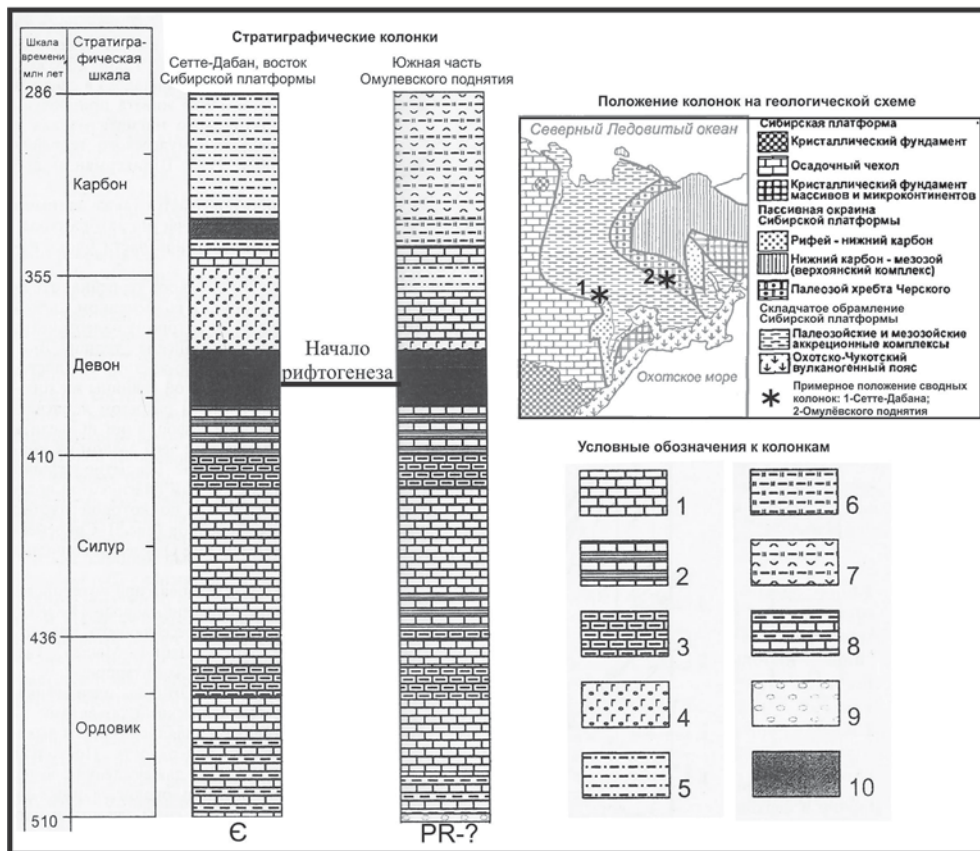 Стратиграфические колонки
Шкала
времени,
млн лет
Стратигра-
фическая
шкала
Сетте-Дабан, восток
Сибирской платформы
Южная часть
Омулевского поднятия
286
Карбон
355
Девон
410
Силур
436
Ордовик
510
Начало
рифтогенеза
Є
PR-?
Положение колонок на геологической схеме
Северный Ледовитый океан
1
2
Охотское море
Сибирская платформа
Кристаллический фундамент
Осадочный чехол
Кристаллический фундамент
массивов и микроконтинентов
Пассивная окраина
Сибирской платформы
Рифей - нижний карбон
Нижний карбон - мезозой
(верхоянский комплекс)
Палеозой хребта Черского
Складчатое обрамление
Сибирской платформы
Палеозойские и мезозойские
аккреционные комплексы
Охотско-Чукотский
вулканогенный пояс
Примерное положение сводных
колонок: 1-Сетте-Дабана;
2-Омулёвского поднятия
Условные обозначения к колонкам
1
2
3
4
5
6
7
8
9
10